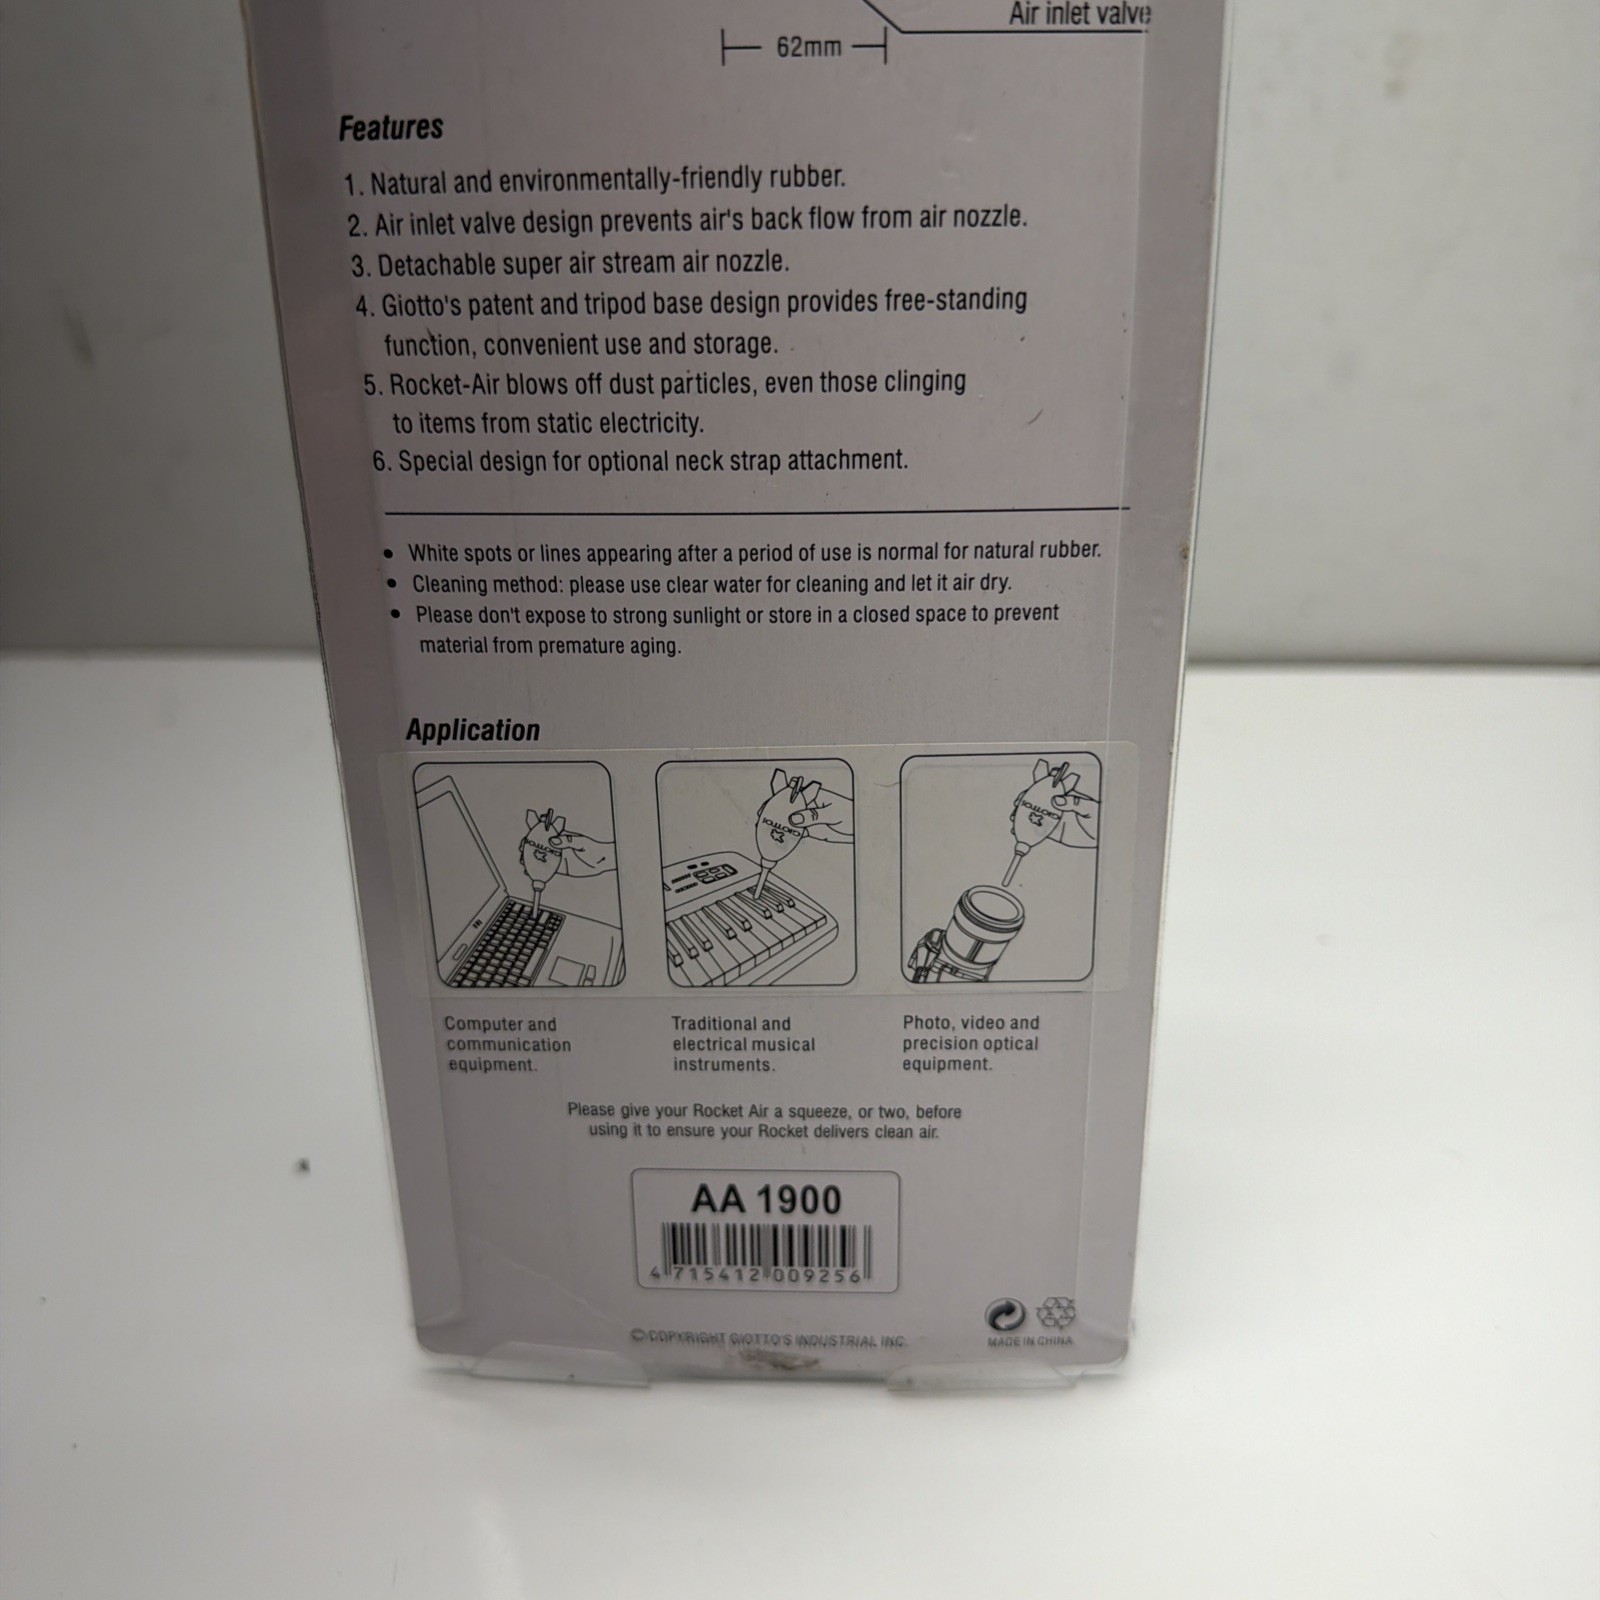 Air inlet valve
62mm
Features
1. Natural and environmentally-friendly rubber.
2. Air inlet valve design prevents air's back flow from air nozzle.
3. Detachable super air stream air nozzle.
4. Giotto's patent and tripod base design provides free-standing
function, convenient use and storage.
5. Rocket-Air blows off dust particles, even those clinging
to items from static electricity.
6. Special design for optional neck strap attachment.
• White spots or lines appearing after a period of use is normal for natural rubber.
• Cleaning method: please use clear water for cleaning and let it air dry.
• Please don't expose to strong sunlight or store in a closed space to prevent
material from premature aging.
Application
GIOTTOS
GIOTTOS
GIOTTOS
Computer and
communication
equipment.
Traditional and
electrical musical
instruments.
Photo, video and
precision optical
equipment.
Please give your Rocket Air a squeeze, or two, before
using it to ensure your Rocket delivers clean air.
AA 1900
4 715412 009256
© COPYRIGHT GIOTTO'S INDUSTRIAL INC.
MADE IN CHINA